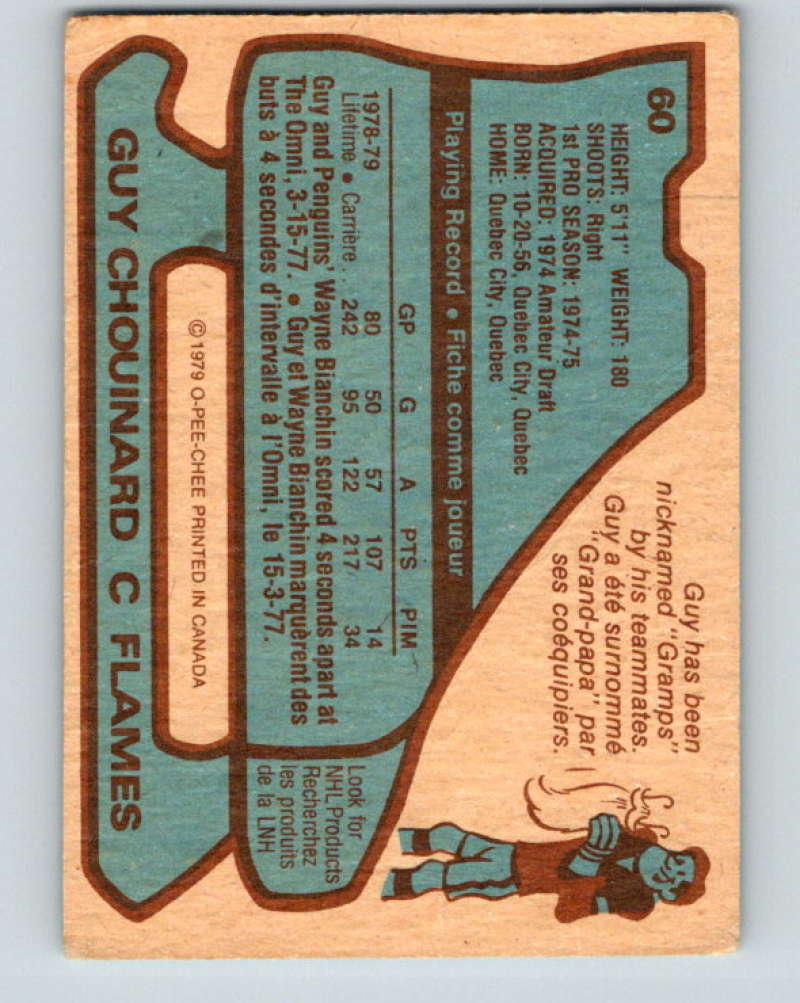 60
HEIGHT: 5'11" WEIGHT: 180
SHOOTS: Right
1st PRO SEASON: 1974-75
ACQUIRED: 1974 Amateur Draft
BORN: 10-20-56, Quebec City, Quebec
HOME: Quebec City, Quebec
Guy has been
nicknamed "Gramps"
by his teammates.
Guy a été surnommé
"Grand-papa" par
ses coéquipiers.
Playing Record • Fiche comme joueur
GP G A PTS PIM
1978-79 80 50 57 107 14
Lifetime • Carrière . . 242 95 122 217 34
Guy and Penguins' Wayne Bianchin scored 4 seconds apart at
The Omni, 3-15-77. • Guy et Wayne Bianchin marquèrent des
buts à 4 secondes d'intervalle à l'Omni, le 15-3-77.
Look for
NHL Products
Recherchez
les produits
de la LNH
© 1979 O-PEE-CHEE PRINTED IN CANADA
GUY CHOUINARD C FLAMES